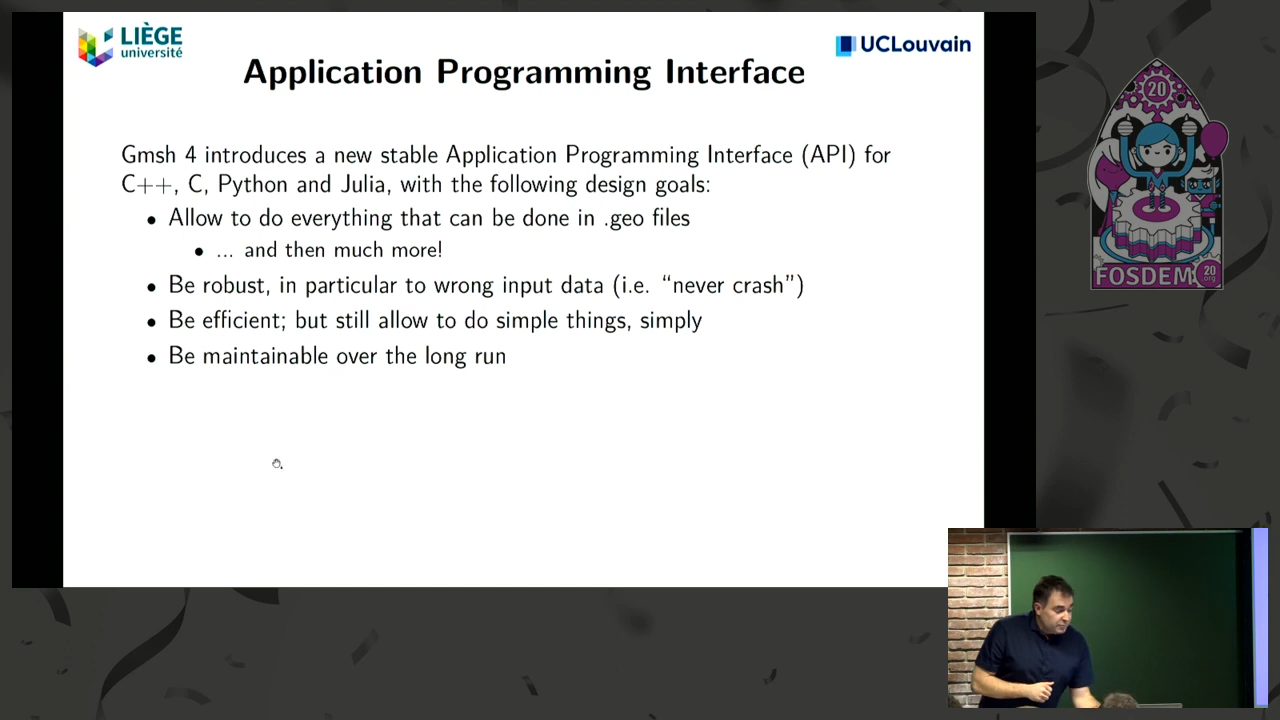 LIÈGE
université
UCLouvain
Application Programming Interface
Gmsh 4 introduces a new stable Application Programming Interface (API) for
C++, C, Python and Julia, with the following design goals:
• Allow to do everything that can be done in .geo files
• ... and then much more!
• Be robust, in particular to wrong input data (i.e. “never crash”)
• Be efficient; but still allow to do simple things, simply
• Be maintainable over the long run
20
FOSDEM 20
.org